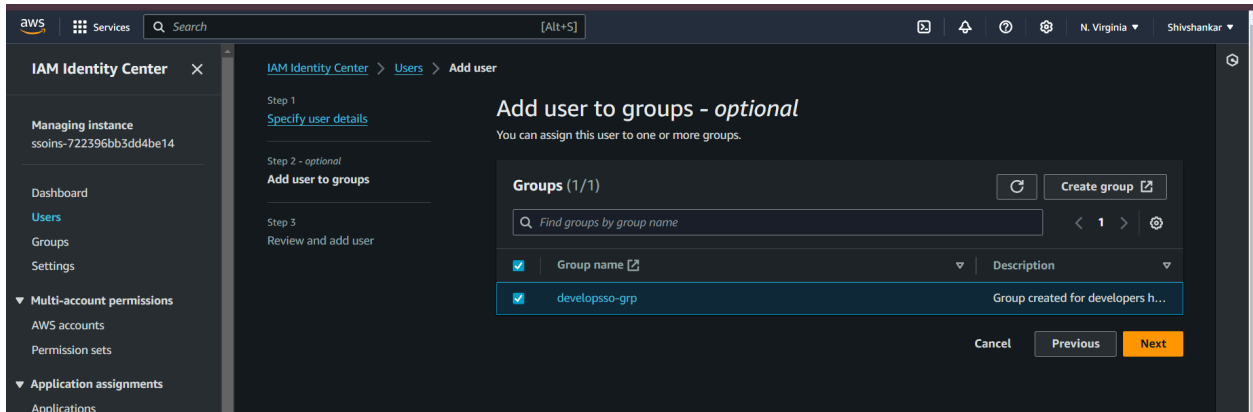 aws Services Search [Alt+S] N. Virginia ▼ Shivshankar ▼
IAM Identity Center
Managing instance
ssoins-722396bb3dd4be14
Dashboard
Users
Groups
Settings
▼ Multi-account permissions
AWS accounts
Permission sets
▼ Application assignments
Applications
IAM Identity Center > Users > Add user
Step 1
Specify user details
Step 2 - optional
Add user to groups
Step 3
Review and add user
Add user to groups - optional
You can assign this user to one or more groups.
Groups (1/1)
Create group
Find groups by group name
< 1 >
Group name Description
developsso-grp Group created for developers h...
Cancel Previous Next